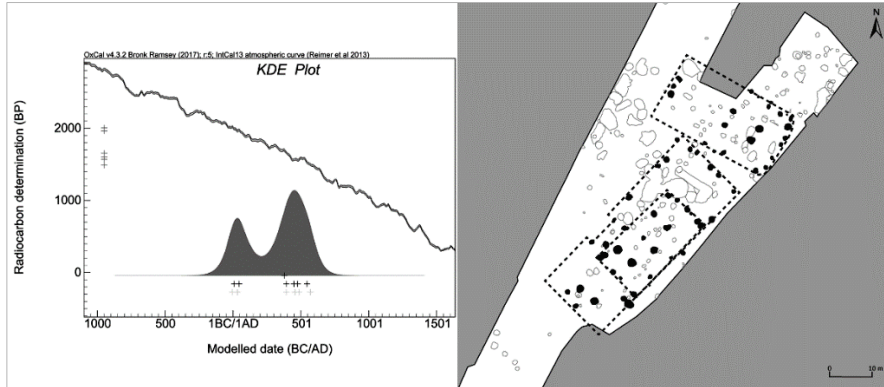 OxCal v4.3.2 Bronk Ramsey (2017); r:5; IntCal13 atmospheric curve (Reimer et al 2013)
KDE Plot
Radiocarbon determination (BP)
2000
1000
0
1000
500
1BC/1AD
501
1001
1501
Modelled date (BC/AD)
N
0
10 m